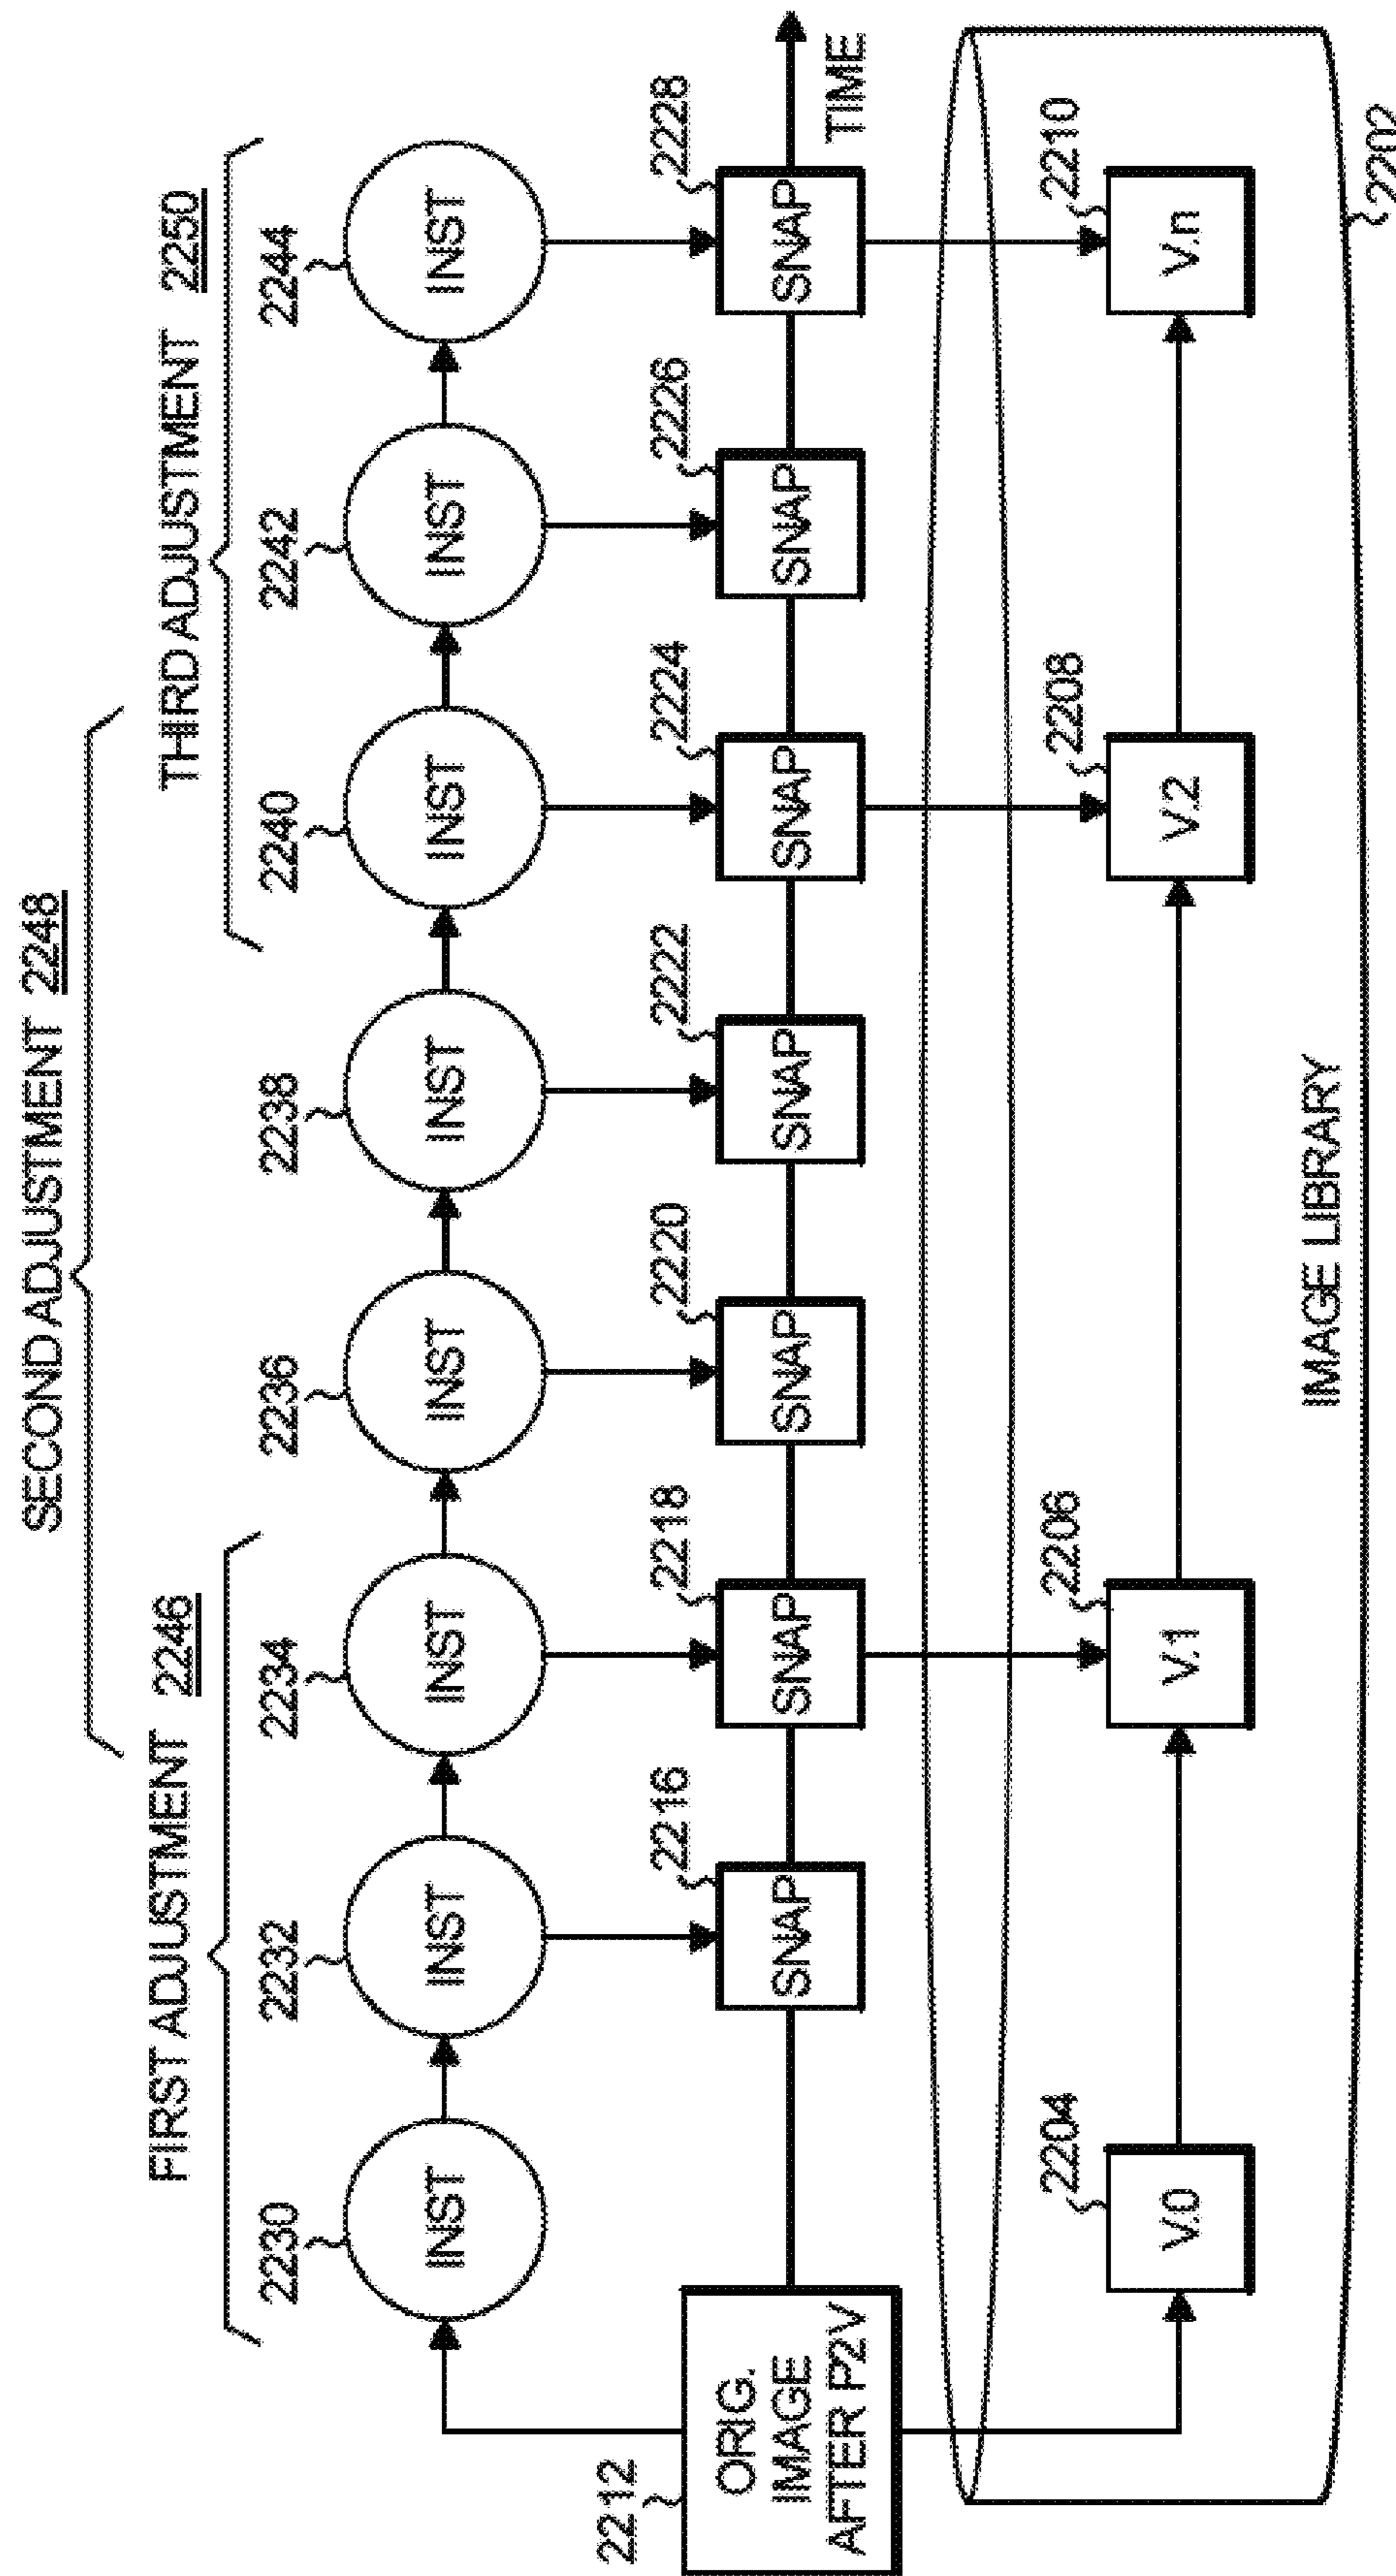 SECOND ADJUSTMENT 2248
FIRST ADJUSTMENT 2246
THIRD ADJUSTMENT 2250
2230
2232
2234
2236
2238
2240
2242
2244
INST
INST
INST
INST
INST
INST
INST
INST
2212
2216
2218
2220
2222
2224
2226
2228
ORIG.
IMAGE
AFTER P2V
SNAP
SNAP
SNAP
SNAP
SNAP
SNAP
SNAP
TIME
2204
2206
2208
2210
V.0
V.1
V.2
V.n
IMAGE LIBRARY
2202